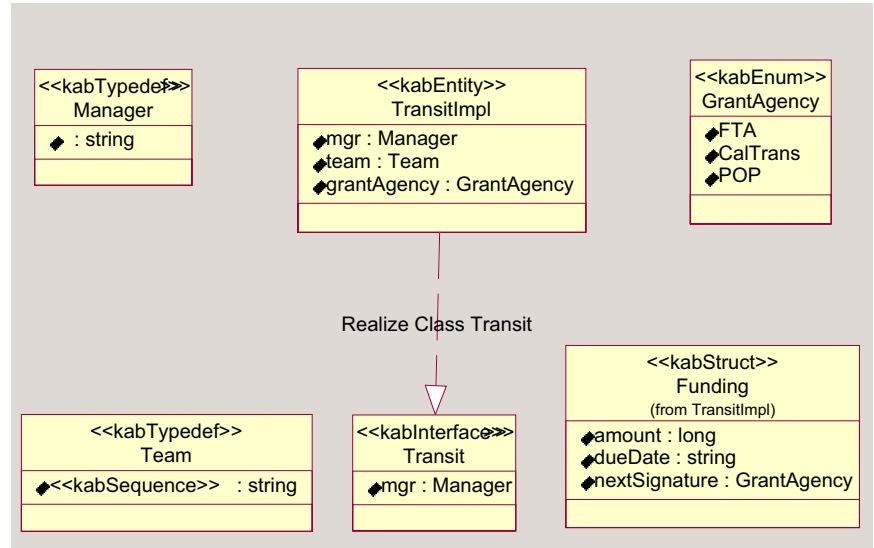 <<kabTypedef>>
Manager
: string
<<kabEntity>>
TransitImpl
mgr : Manager
team : Team
grantAgency : GrantAgency
<<kabEnum>>
GrantAgency
FTA
CalTrans
POP
Realize Class Transit
<<kabTypedef>>
Team
<<kabSequence>> : string
<<kabInterface>>
Transit
mgr : Manager
<<kabStruct>>
Funding
(from TransitImpl)
amount : long
dueDate : string
nextSignature : GrantAgency